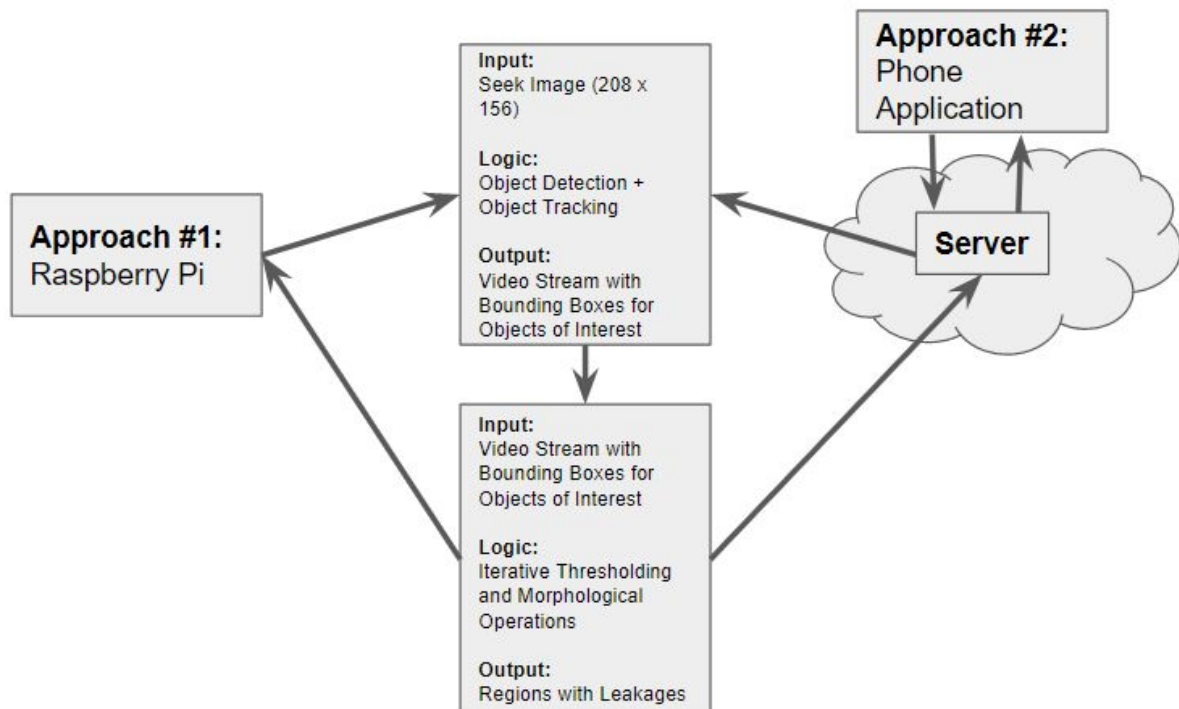 Approach #1:
Raspberry Pi
Input:
Seek Image (208 x
156)
Logic:
Object Detection +
Object Tracking
Output:
Video Stream with
Bounding Boxes for
Objects of Interest
Approach #2:
Phone
Application
Server
Input:
Video Stream with
Bounding Boxes for
Objects of Interest
Logic:
Iterative Thresholding
and Morphological
Operations
Output:
Regions with Leakages